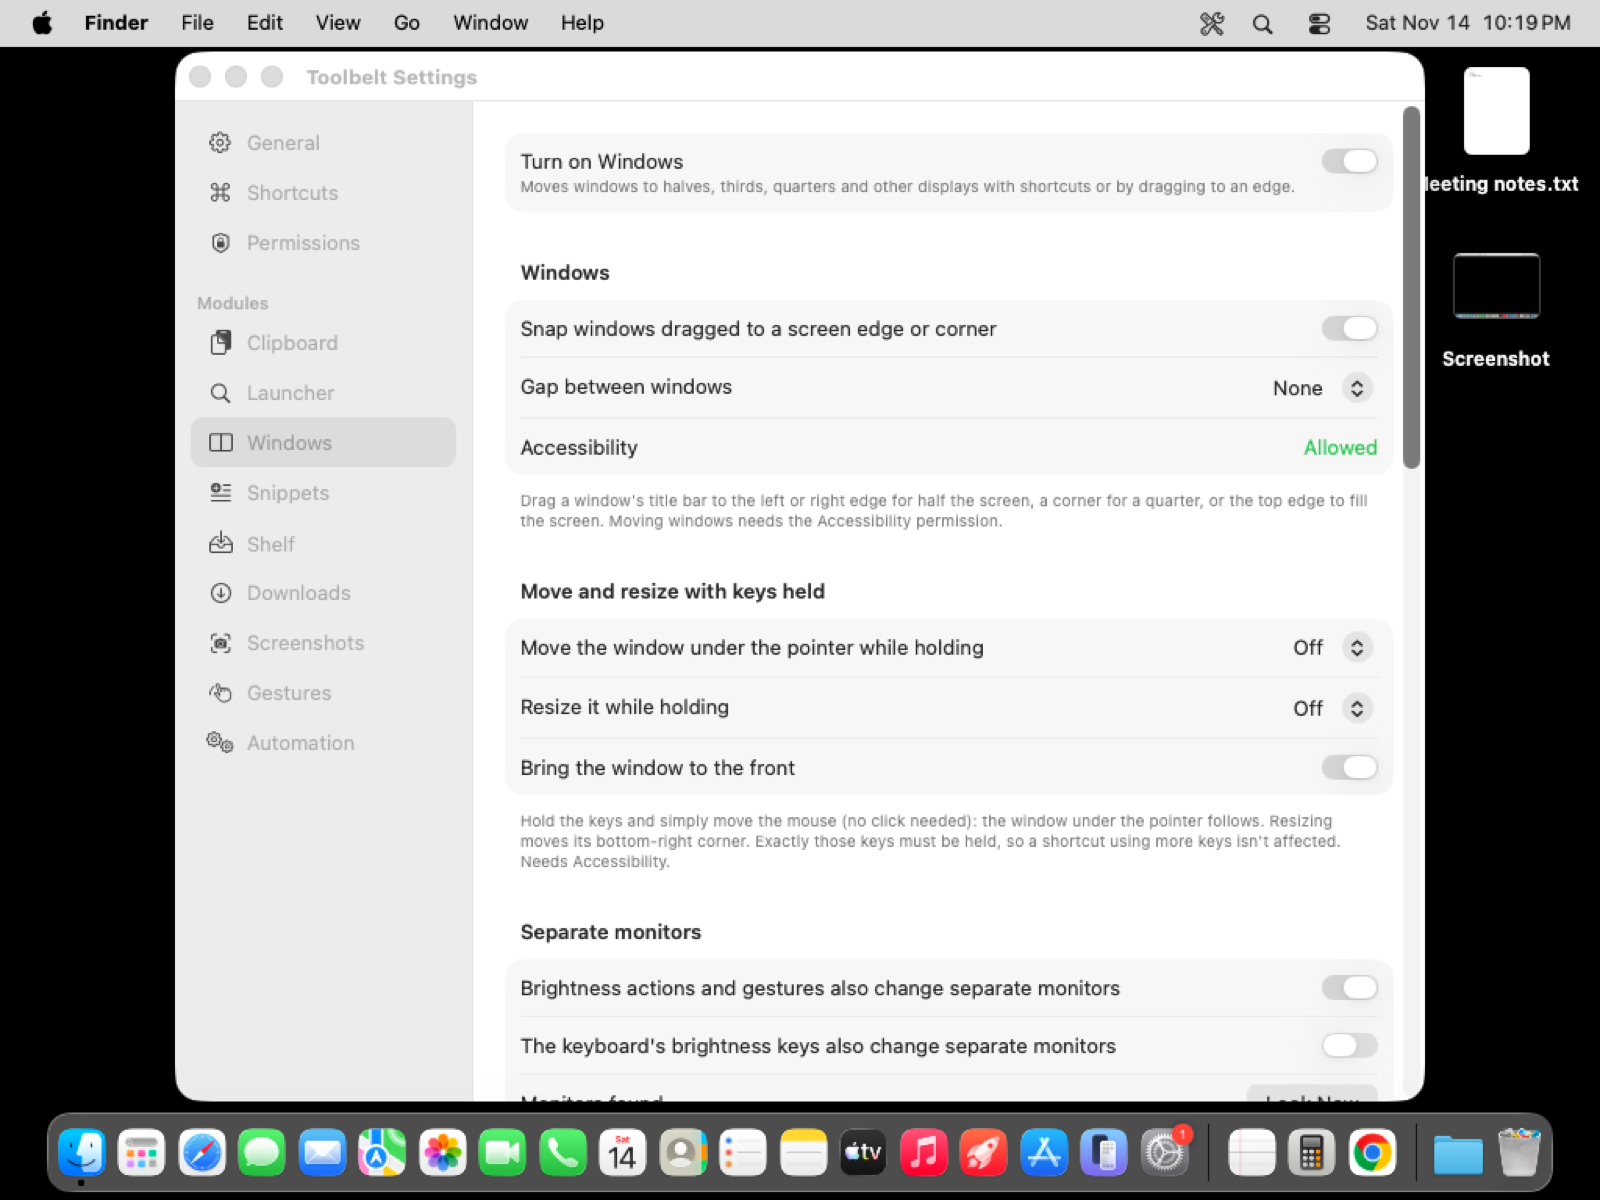 Finder File Edit View Go Window Help Sat Nov 14 10:19 PM
Toolbelt Settings
General
Shortcuts
Permissions
Modules
Clipboard
Launcher
Windows
Snippets
Shelf
Downloads
Screenshots
Gestures
Automation
Turn on Windows
Moves windows to halves, thirds, quarters and other displays with shortcuts or by dragging to an edge.
Windows
Snap windows dragged to a screen edge or corner
Gap between windows None
Accessibility Allowed
Drag a window's title bar to the left or right edge for half the screen, a corner for a quarter, or the top edge to fill
the screen. Moving windows needs the Accessibility permission.
Move and resize with keys held
Move the window under the pointer while holding Off
Resize it while holding Off
Bring the window to the front
Hold the keys and simply move the mouse (no click needed): the window under the pointer follows. Resizing
moves its bottom-right corner. Exactly those keys must be held, so a shortcut using more keys isn't affected.
Needs Accessibility.
Separate monitors
Brightness actions and gestures also change separate monitors
The keyboard's brightness keys also change separate monitors
Monitors found Look Now
eeting notes.txt
Screenshot
Sat
14
tv
1